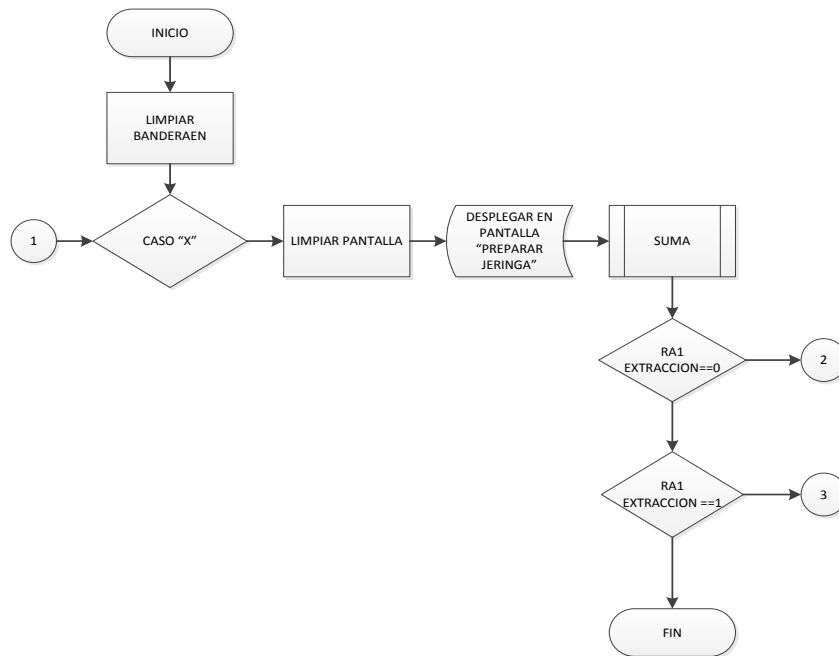 INICIO
LIMPIAR
BANDERAEN
1
CASO “X”
LIMPIAR PANTALLA
DESPLEGAR EN
PANTALLA
“PREPARAR
JERINGA”
SUMA
RA1
EXTRACCION==0
2
RA1
EXTRACCION ==1
3
FIN